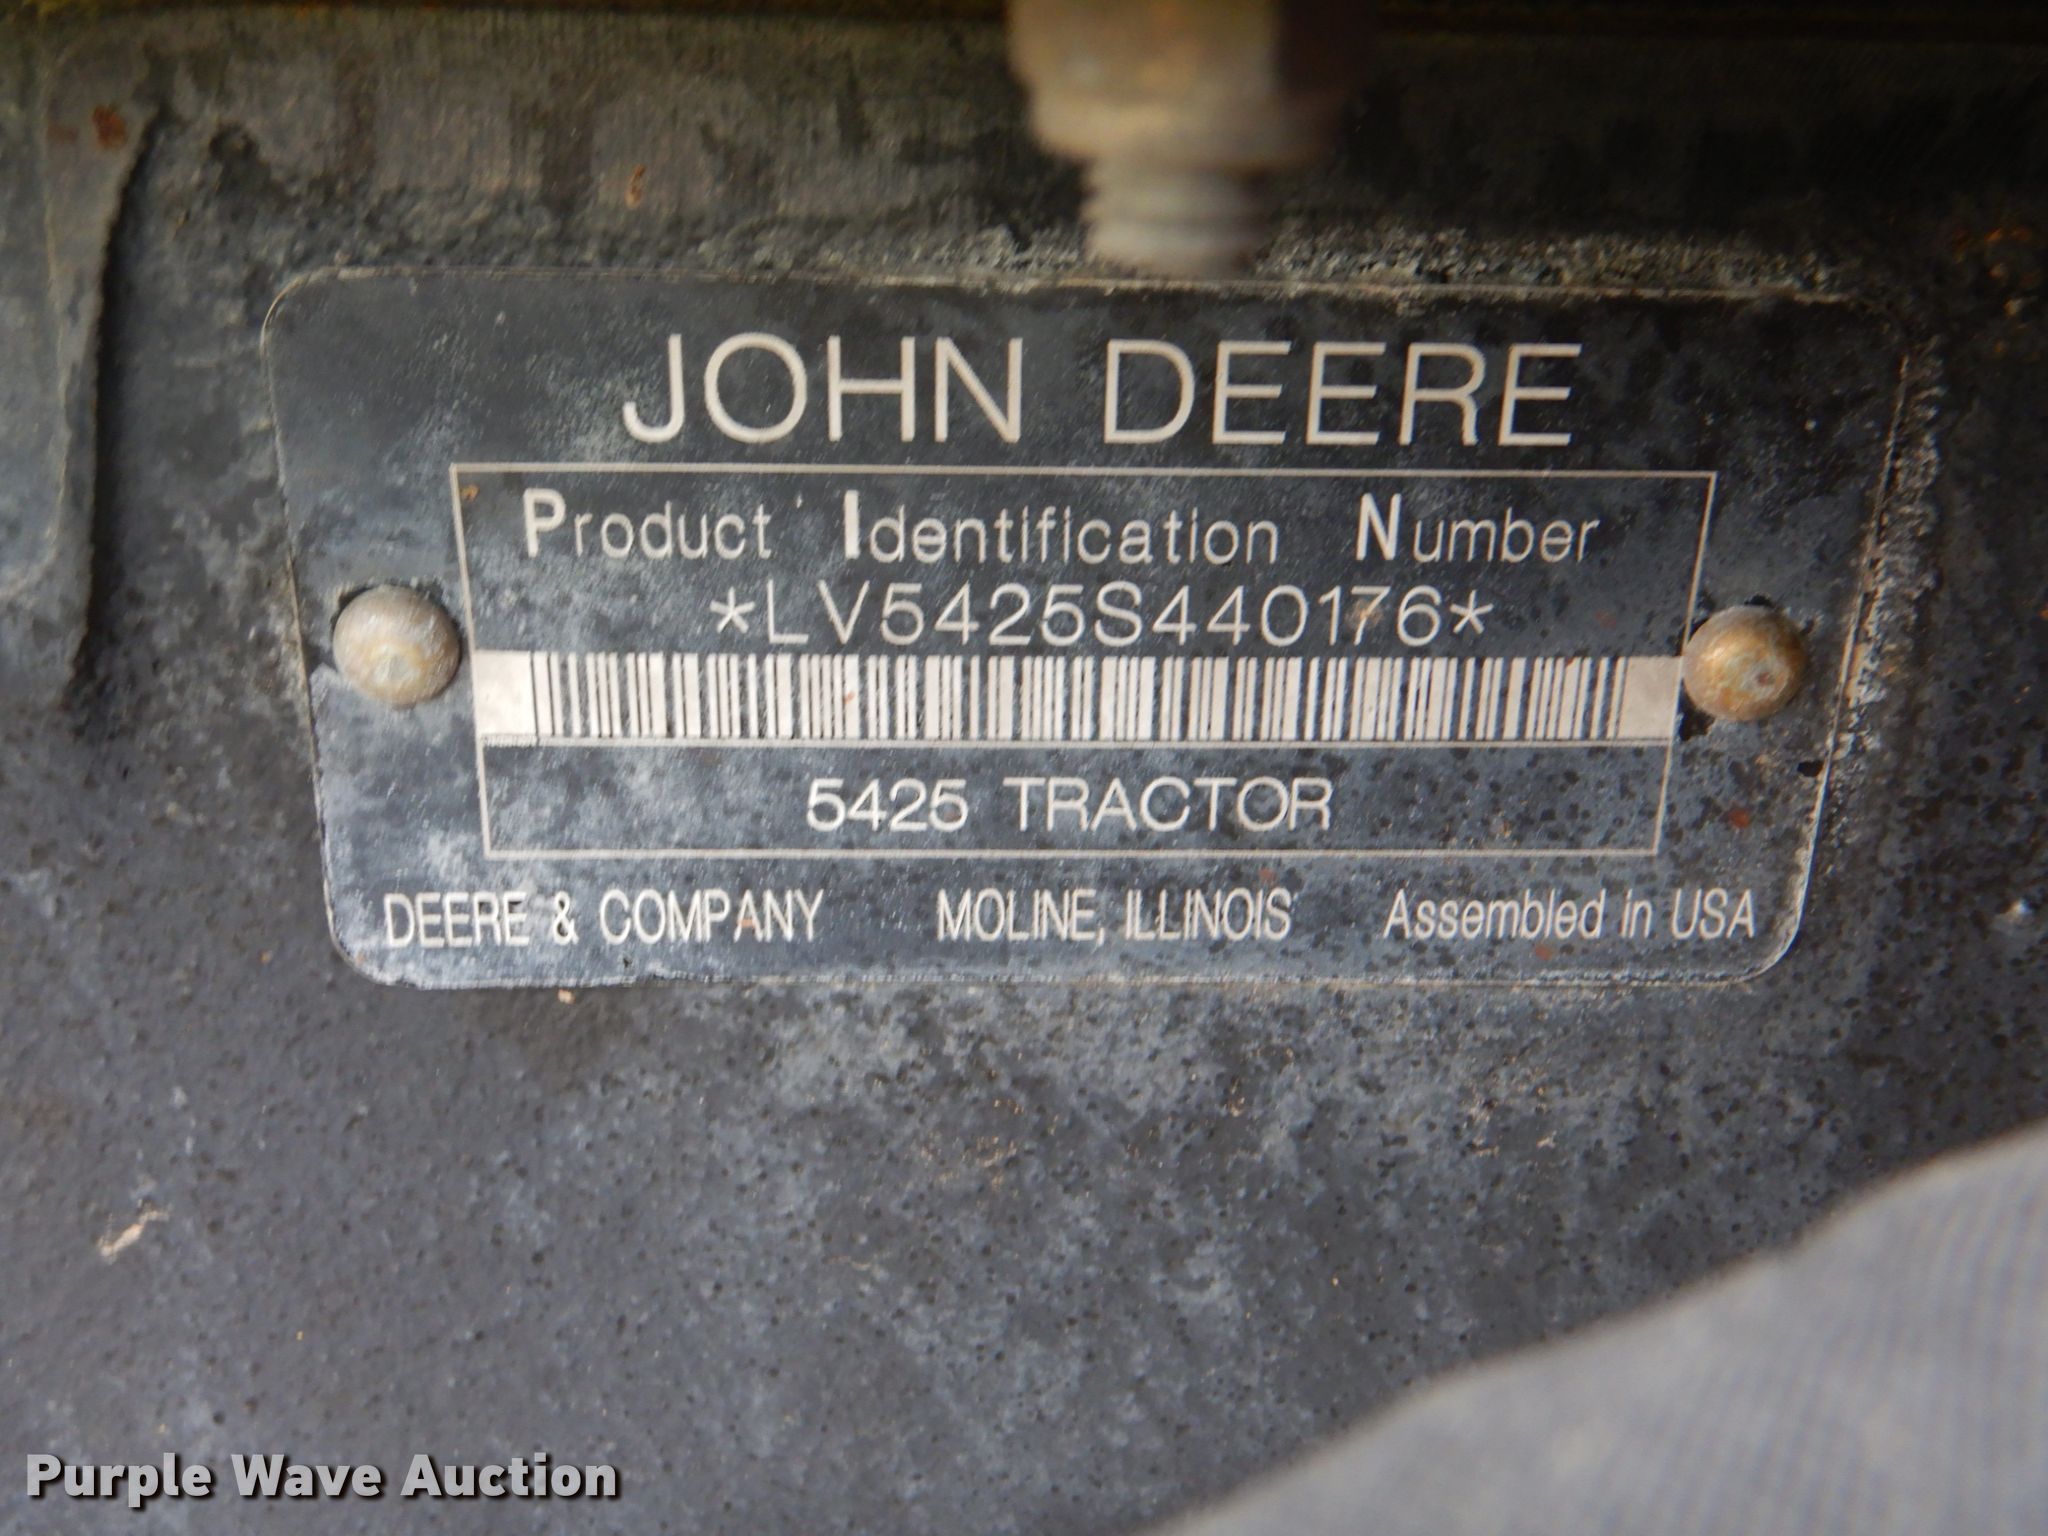 JOHN DEERE
Product Identification Number
*LV5425S440176*
5425 TRACTOR
DEERE & COMPANY MOLINE, ILLINOIS Assembled in USA
Purple Wave Auction